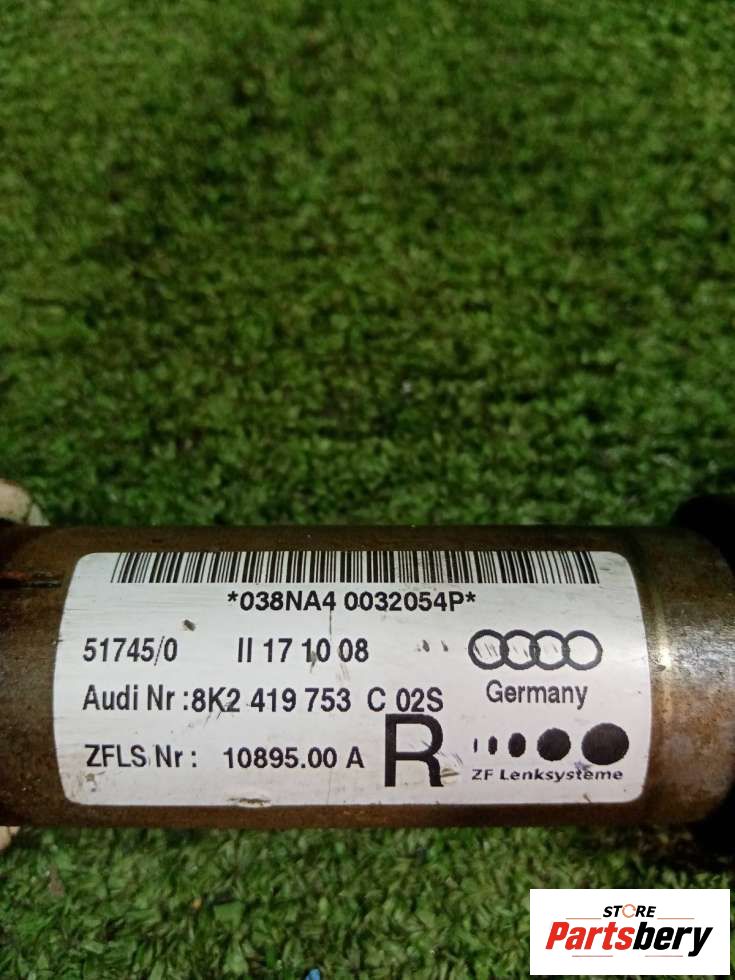 *038NA4 0032054P*
51745/0 II 17 10 08
Audi Nr :8K2 419 753 C 02S
Germany
ZFLS Nr : 10895.00 A R
ZF Lenksysteme
STORE
Partsbery